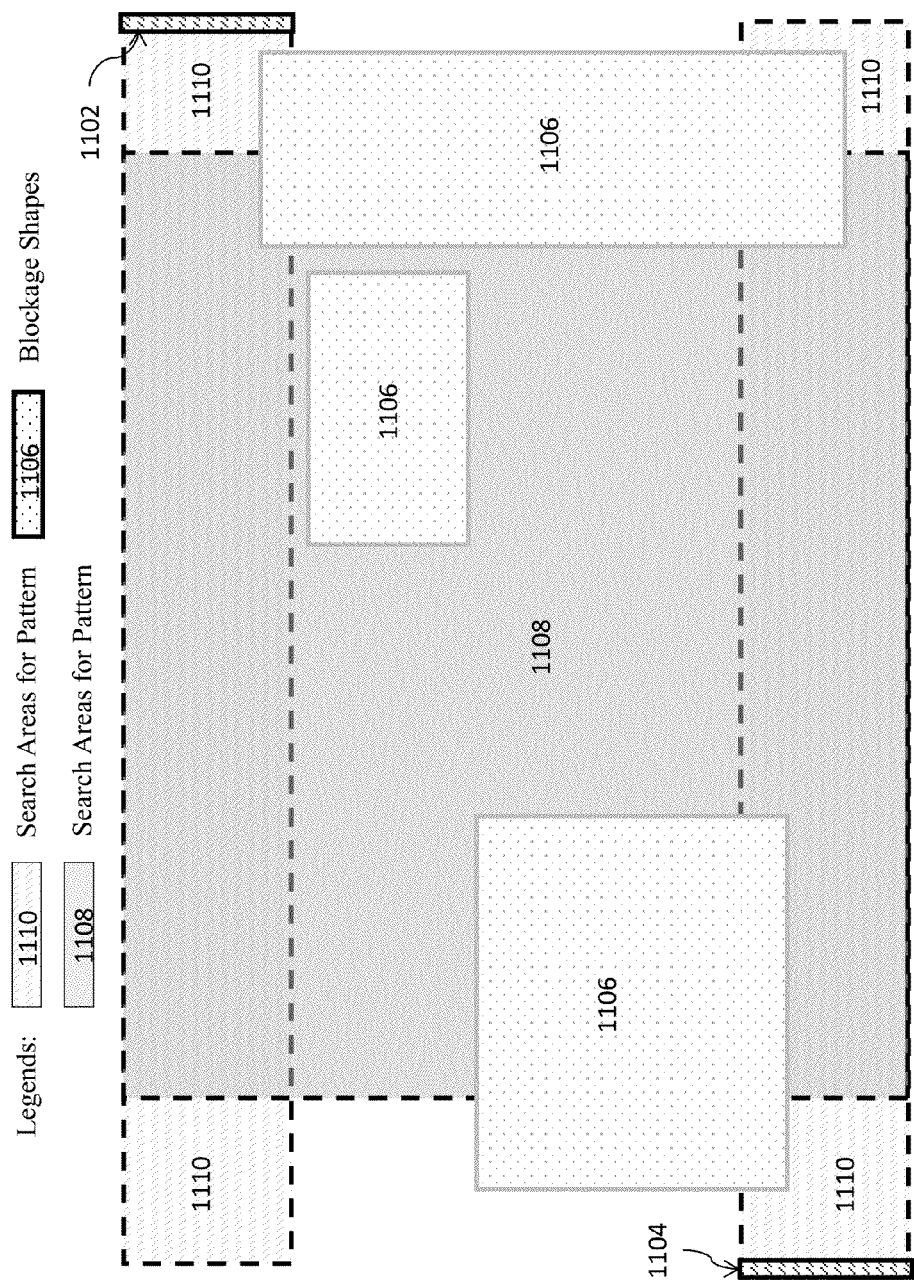 Legends:
1110 Search Areas for Pattern
1106 Blockage Shapes
1108 Search Areas for Pattern
1102
1110
1110
1106
1106
1108
1106
1104
1110
1110